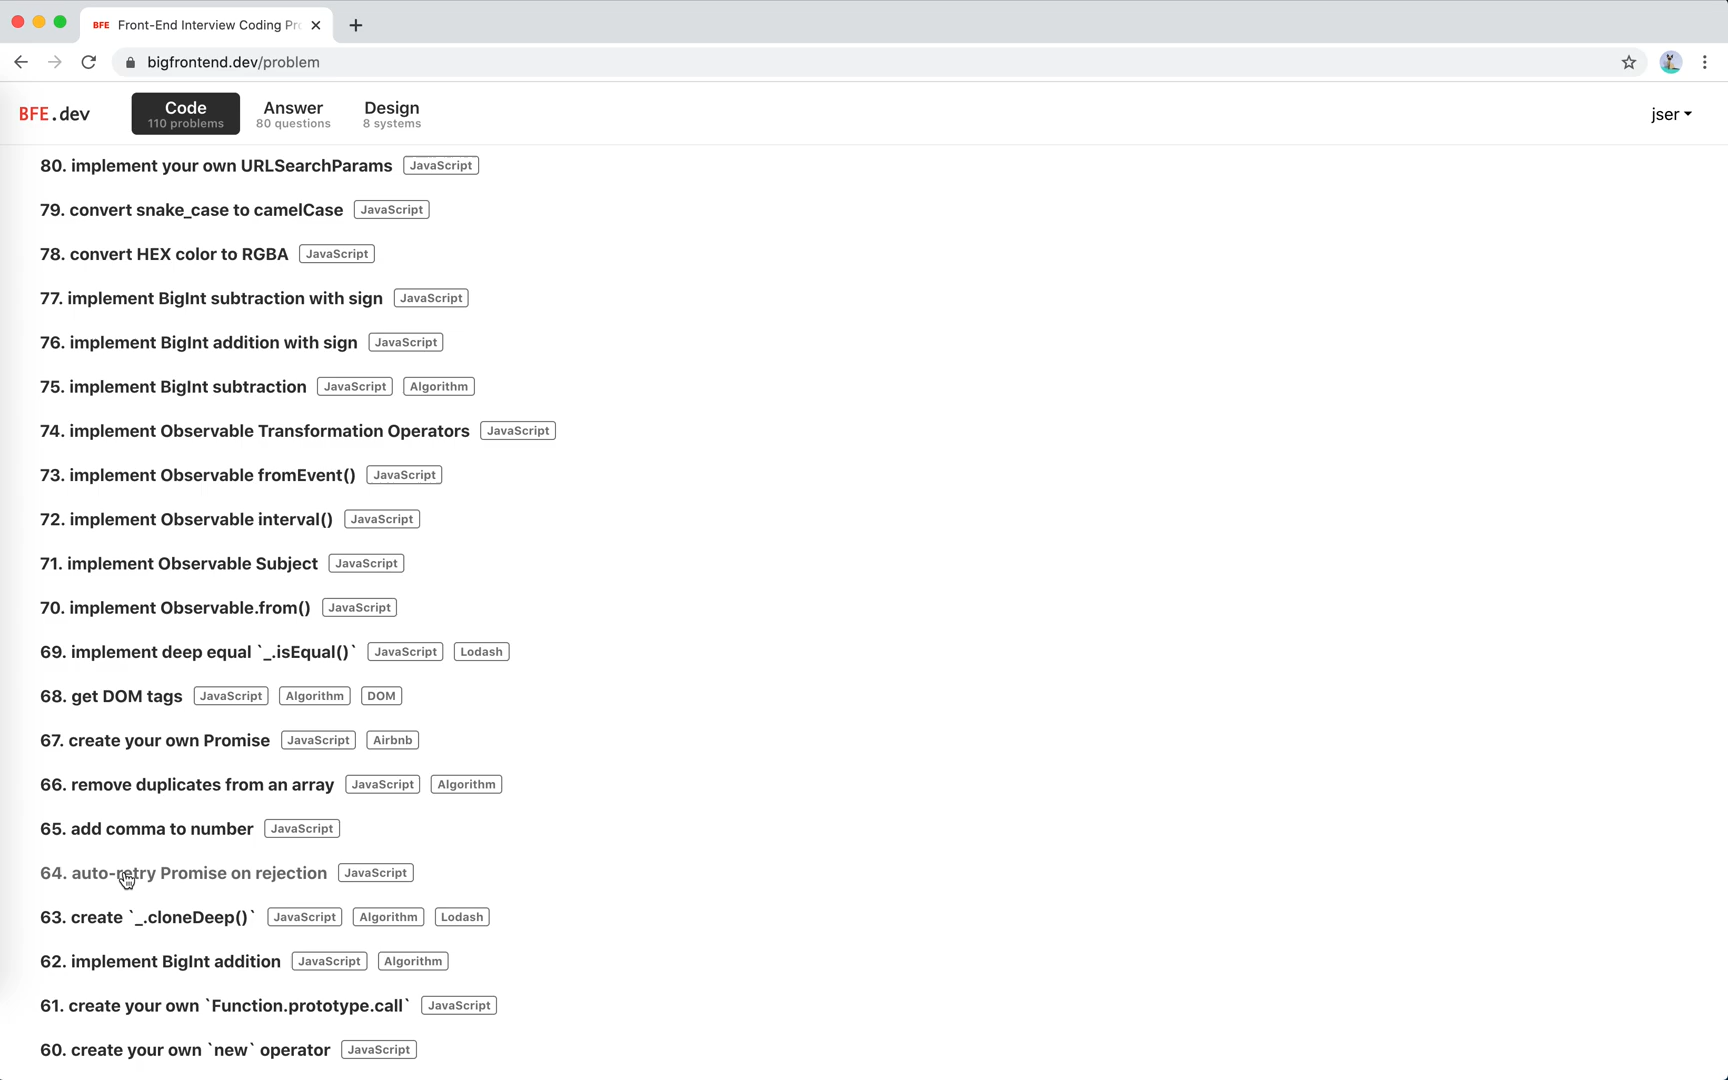 BFE Front-End Interview Coding Pr
bigfrontend.dev/problem
BFE.dev Code Answer Design jser
110 problems 80 questions 8 systems
80. implement your own URLSearchParams JavaScript
79. convert snake_case to camelCase JavaScript
78. convert HEX color to RGBA JavaScript
77. implement BigInt subtraction with sign JavaScript
76. implement BigInt addition with sign JavaScript
75. implement BigInt subtraction JavaScript Algorithm
74. implement Observable Transformation Operators JavaScript
73. implement Observable fromEvent() JavaScript
72. implement Observable interval() JavaScript
71. implement Observable Subject JavaScript
70. implement Observable.from() JavaScript
69. implement deep equal `_.isEqual()` JavaScript Lodash
68. get DOM tags JavaScript Algorithm DOM
67. create your own Promise JavaScript Airbnb
66. remove duplicates from an array JavaScript Algorithm
65. add comma to number JavaScript
64. auto-retry Promise on rejection JavaScript
63. create `_.cloneDeep()` JavaScript Algorithm Lodash
62. implement BigInt addition JavaScript Algorithm
61. create your own `Function.prototype.call` JavaScript
60. create your own `new` operator JavaScript